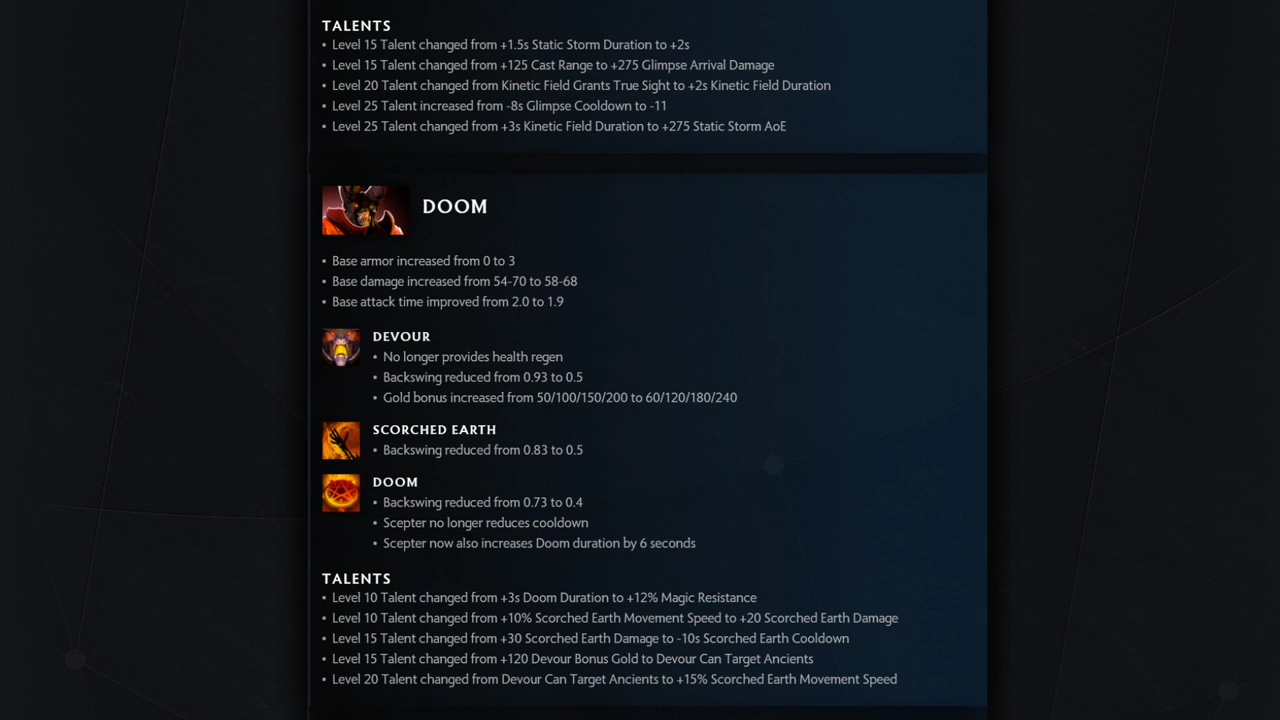 TALENTS
• Level 15 Talent changed from +1.5s Static Storm Duration to +2s
• Level 15 Talent changed from +125 Cast Range to +275 Glimpse Arrival Damage
• Level 20 Talent changed from Kinetic Field Grants True Sight to +2s Kinetic Field Duration
• Level 25 Talent increased from -8s Glimpse Cooldown to -11
• Level 25 Talent changed from +3s Kinetic Field Duration to +275 Static Storm AoE
DOOM
• Base armor increased from 0 to 3
• Base damage increased from 54-70 to 58-68
• Base attack time improved from 2.0 to 1.9
DEVOUR
• No longer provides health regen
• Backswing reduced from 0.93 to 0.5
• Gold bonus increased from 50/100/150/200 to 60/120/180/240
SCORCHED EARTH
• Backswing reduced from 0.83 to 0.5
DOOM
• Backswing reduced from 0.73 to 0.4
• Scepter no longer reduces cooldown
• Scepter now also increases Doom duration by 6 seconds
TALENTS
• Level 10 Talent changed from +3s Doom Duration to +12% Magic Resistance
• Level 10 Talent changed from +10% Scorched Earth Movement Speed to +20 Scorched Earth Damage
• Level 15 Talent changed from +30 Scorched Earth Damage to -10s Scorched Earth Cooldown
• Level 15 Talent changed from +120 Devour Bonus Gold to Devour Can Target Ancients
• Level 20 Talent changed from Devour Can Target Ancients to +15% Scorched Earth Movement Speed